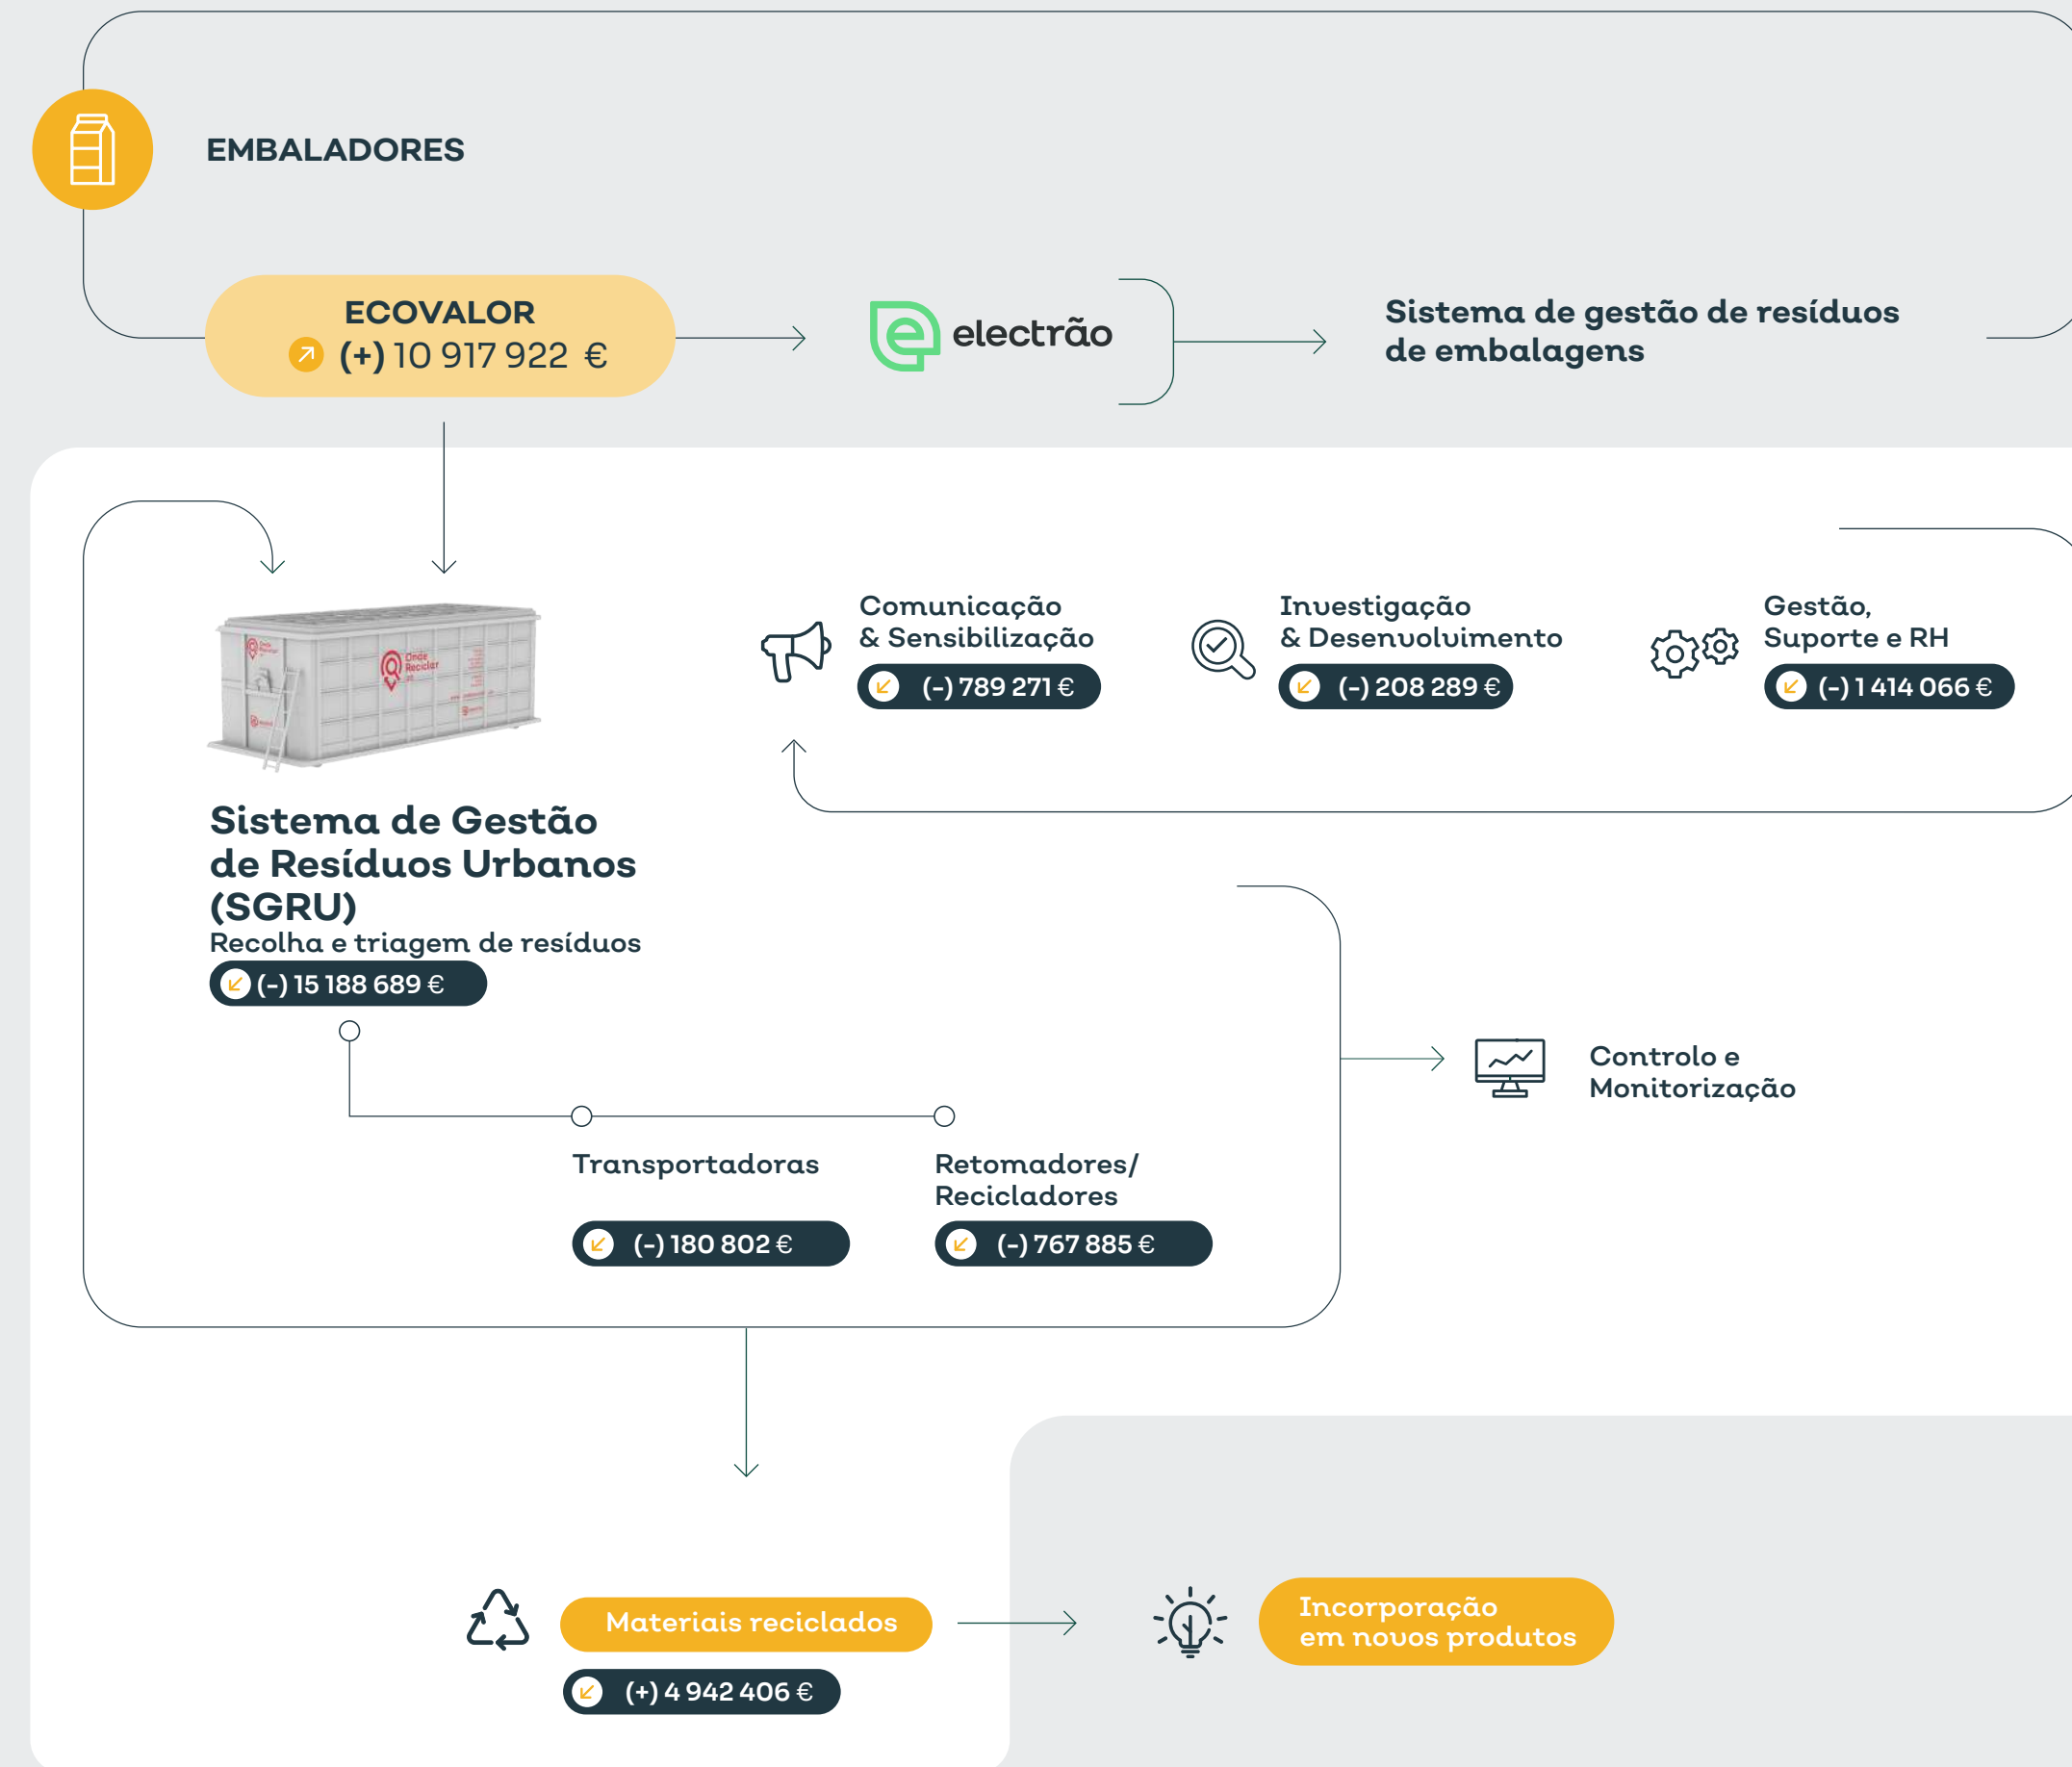 EMBALADORES
ECOVALOR
(+) 10 917 922 €
electrão
Sistema de gestão de resíduos
de embalagens
Comunicação
& Sensibilização
(-) 789 271 €
Investigação
& Desenvolvimento
(-) 208 289 €
Gestão,
Suporte e RH
(-) 1 414 066 €
Onde
Reciclar
Sistema de Gestão
de Resíduos Urbanos
(SGRU)
Recolha e triagem de resíduos
(-) 15 188 689 €
Controlo e
Monitorização
Transportadoras
(-) 180 802 €
Retomadores/
Recicladores
(-) 767 885 €
Materiais reciclados
(+) 4 942 406 €
Incorporação
em novos produtos